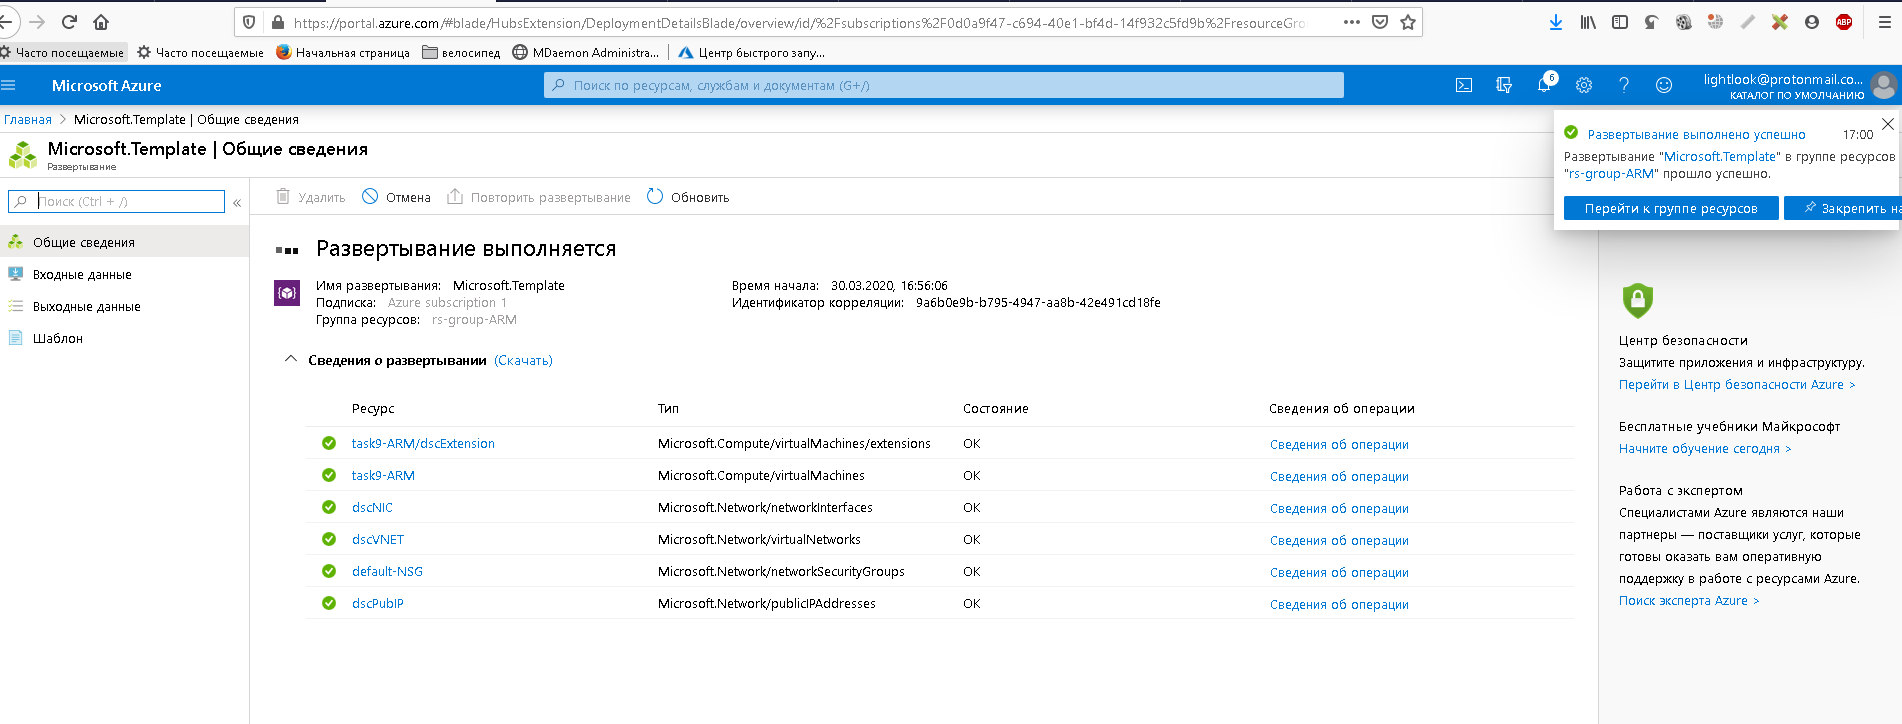 https://portal.azure.com/#blade/HubsExtension/DeploymentDetailsBlade/overview/id/%2Fsubscriptions%2F0d0a9f47-c694-40e1-bf4d-14f932c5fd9b%2FresourceGro
ABP
Часто посещаемые
Часто посещаемые
Начальная страница
велосипед
MDaemon Administra...
Центр быстрого запу...
Microsoft Azure
Поиск по ресурсам, службам и документам (G+/)
6
lightlook@protonmail.co...
КАТАЛОГ ПО УМОЛЧАНИЮ
Главная > Microsoft.Template | Общие сведения
Microsoft.Template | Общие сведения
Развертывание
Развертывание выполнено успешно 17:00
Развертывание "Microsoft.Template" в группе ресурсов
"rs-group-ARM" прошло успешно.
Перейти к группе ресурсов
Закрепить на
Поиск (Ctrl + /)
«
Общие сведения
Входные данные
Выходные данные
Шаблон
Удалить
Отмена
Повторить развертывание
Обновить
Развертывание выполняется
Имя развертывания: Microsoft.Template
Подписка: Azure subscription 1
Группа ресурсов: rs-group-ARM
Время начала: 30.03.2020, 16:56:06
Идентификатор корреляции: 9a6b0e9b-b795-4947-aa8b-42e491cd18fe
Сведения о развертывании (Скачать)
Ресурс Тип Состояние Сведения об операции
task9-ARM/dscExtension Microsoft.Compute/virtualMachines/extensions OK Сведения об операции
task9-ARM Microsoft.Compute/virtualMachines OK Сведения об операции
dscNIC Microsoft.Network/networkInterfaces OK Сведения об операции
dscVNET Microsoft.Network/virtualNetworks OK Сведения об операции
default-NSG Microsoft.Network/networkSecurityGroups OK Сведения об операции
dscPubIP Microsoft.Network/publicIPAddresses OK Сведения об операции
Центр безопасности
Защитите приложения и инфраструктуру.
Перейти в Центр безопасности Azure >
Бесплатные учебники Майкрософт
Начните обучение сегодня >
Работа с экспертом
Специалистами Azure являются наши
партнеры — поставщики услуг, которые
готовы оказать вам оперативную
поддержку в работе с ресурсами Azure.
Поиск эксперта Azure >